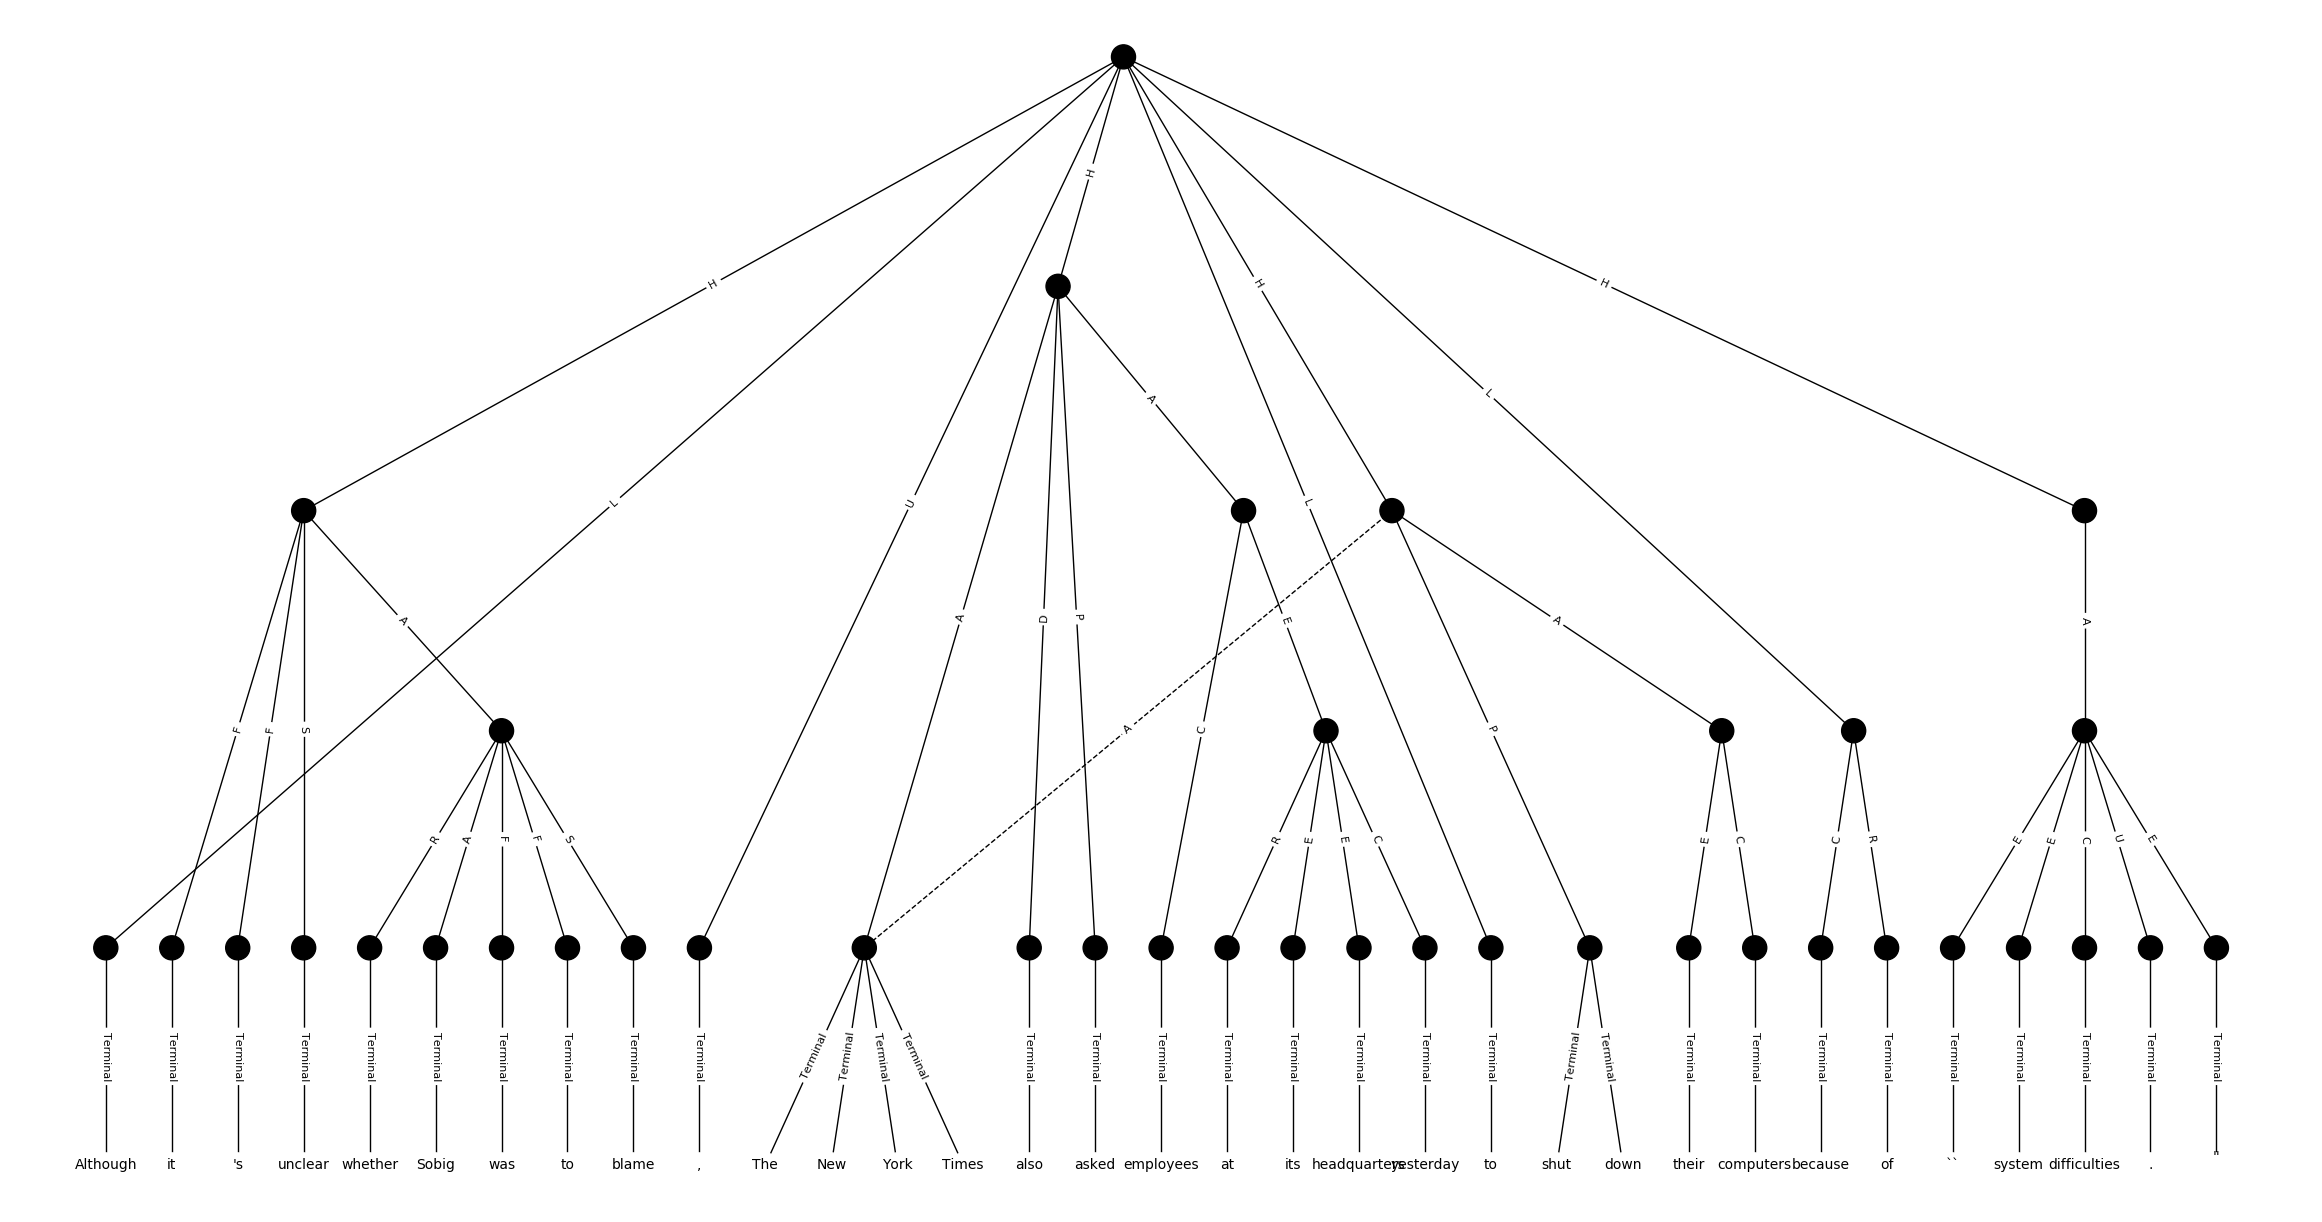 H
H
H
H
L
A
L
U
L
A
E
A
F
F
S
A
D
P
C
A
P
A
R
A
F
F
S
R
E
E
C
E
C
C
R
E
E
C
U
E
Terminal Terminal Terminal Terminal Terminal Terminal Terminal Terminal Terminal Terminal Terminal Terminal Terminal Terminal Terminal Terminal Terminal Terminal Terminal Terminal Terminal Terminal Terminal Terminal Terminal Terminal Terminal Terminal Terminal Terminal Terminal Terminal Terminal
Although it 's unclear whether Sobig was to blame , The New York Times also asked employees at its headquarters yesterday to shut down their computers because of `` system difficulties . "